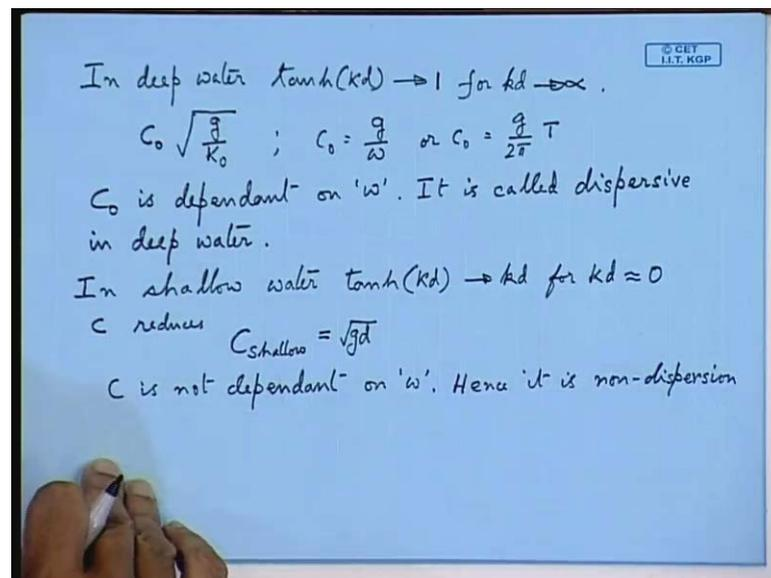 © CET
I.I.T. KGP
In deep water tanh(kd) → 1 for kd → ∝ .
C₀ √(g/K₀) ; C₀ = g/ω or C₀ = g/2π T
C₀ is dependant on 'ω'. It is called dispersive
in deep water.
In shallow water tanh(kd) → kd for kd ≈ 0
C reduces C shallow = √gd
C is not dependant on 'ω'. Hence it is non-dispersion